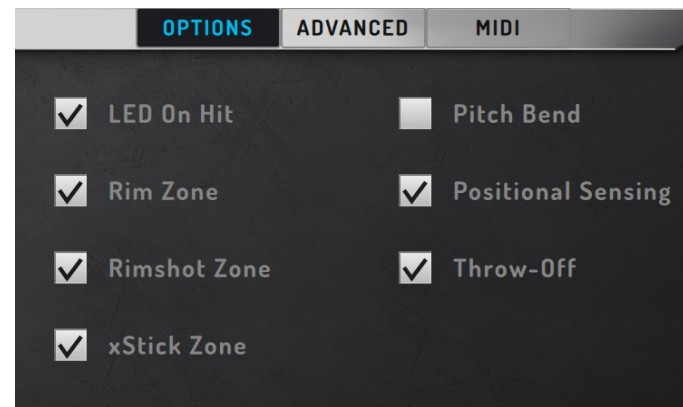 OPTIONS ADVANCED MIDI
LED On Hit
Pitch Bend
Rim Zone
Positional Sensing
Rimshot Zone
Throw-Off
xStick Zone